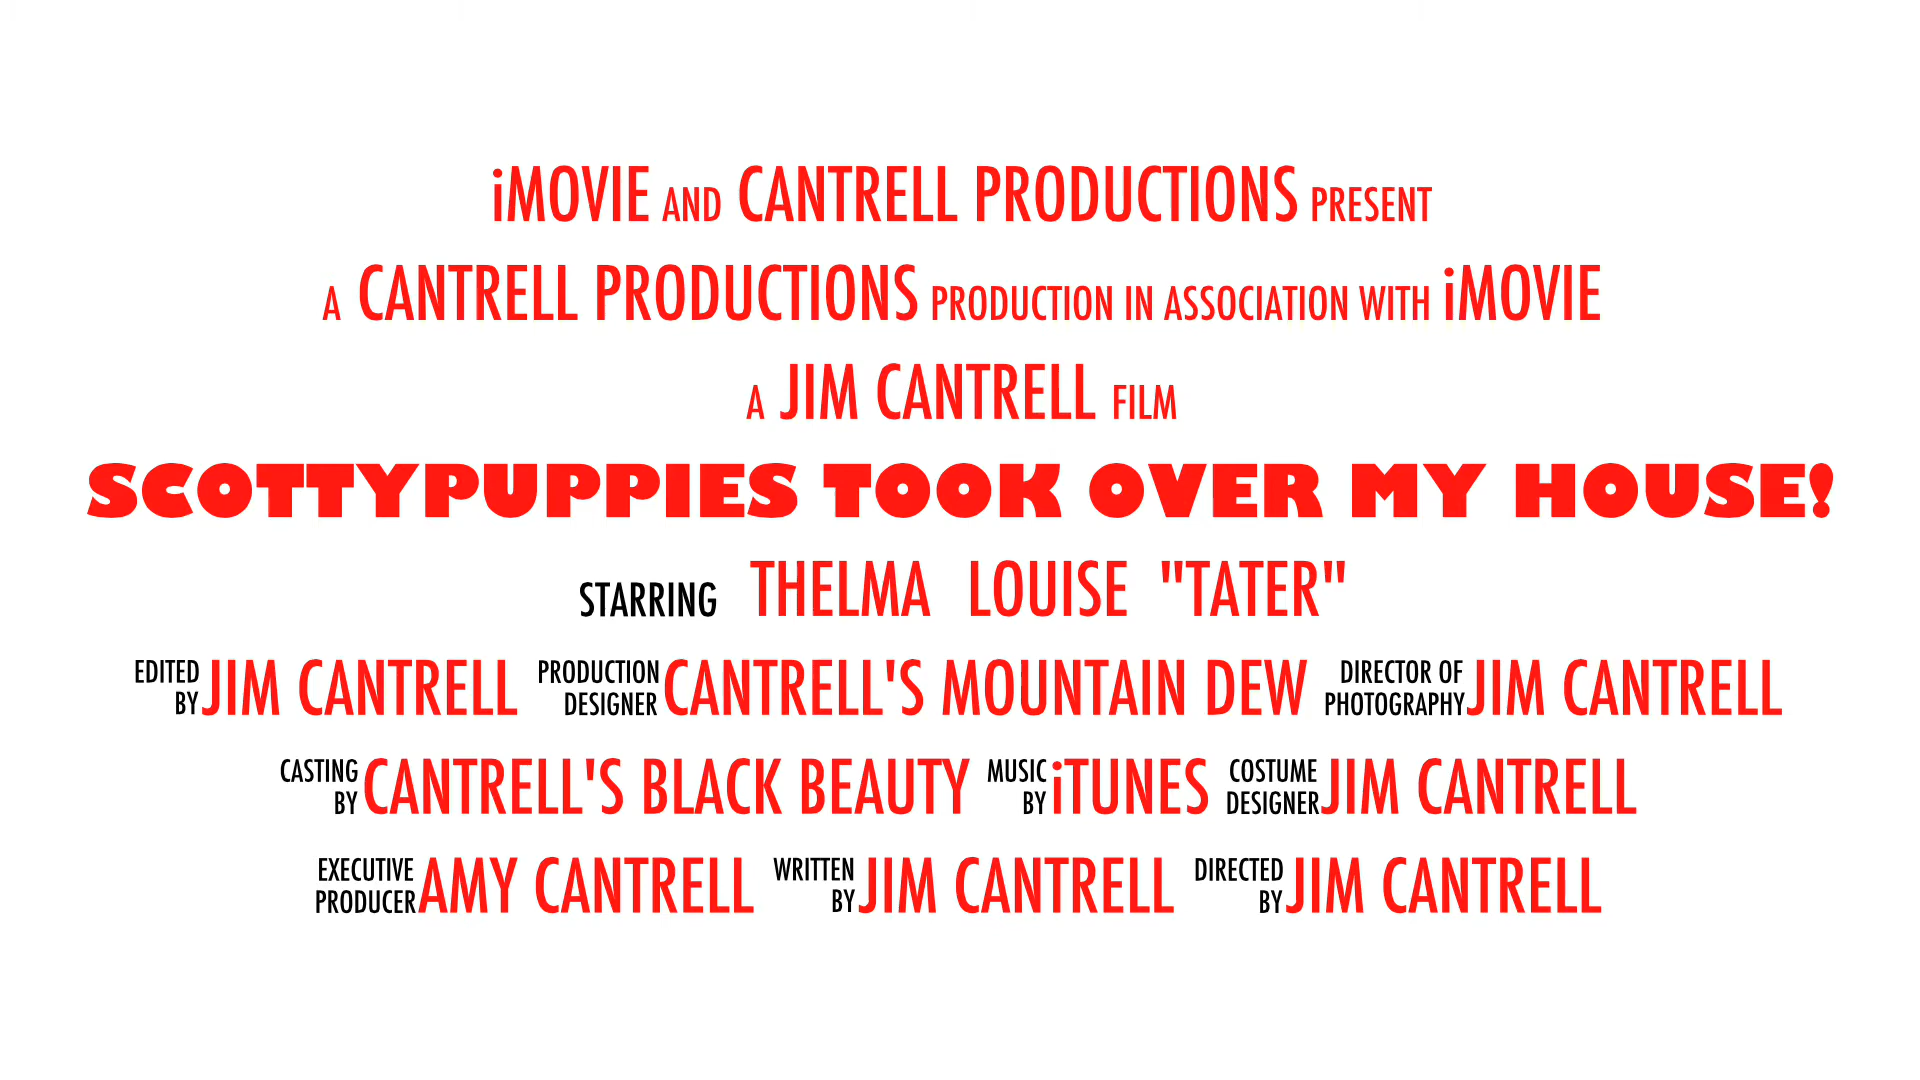 iMOVIE AND CANTRELL PRODUCTIONS PRESENT
A CANTRELL PRODUCTIONS PRODUCTION IN ASSOCIATION WITH iMOVIE
A JIM CANTRELL FILM
SCOTTYPUPPIES TOOK OVER MY HOUSE!
STARRING THELMA LOUISE "TATER"
EDITED BY JIM CANTRELL PRODUCTION DESIGNER CANTRELL'S MOUNTAIN DEW DIRECTOR OF PHOTOGRAPHY JIM CANTRELL
CASTING BY CANTRELL'S BLACK BEAUTY MUSIC BY iTUNES COSTUME DESIGNER JIM CANTRELL
EXECUTIVE PRODUCER AMY CANTRELL WRITTEN BY JIM CANTRELL DIRECTED BY JIM CANTRELL